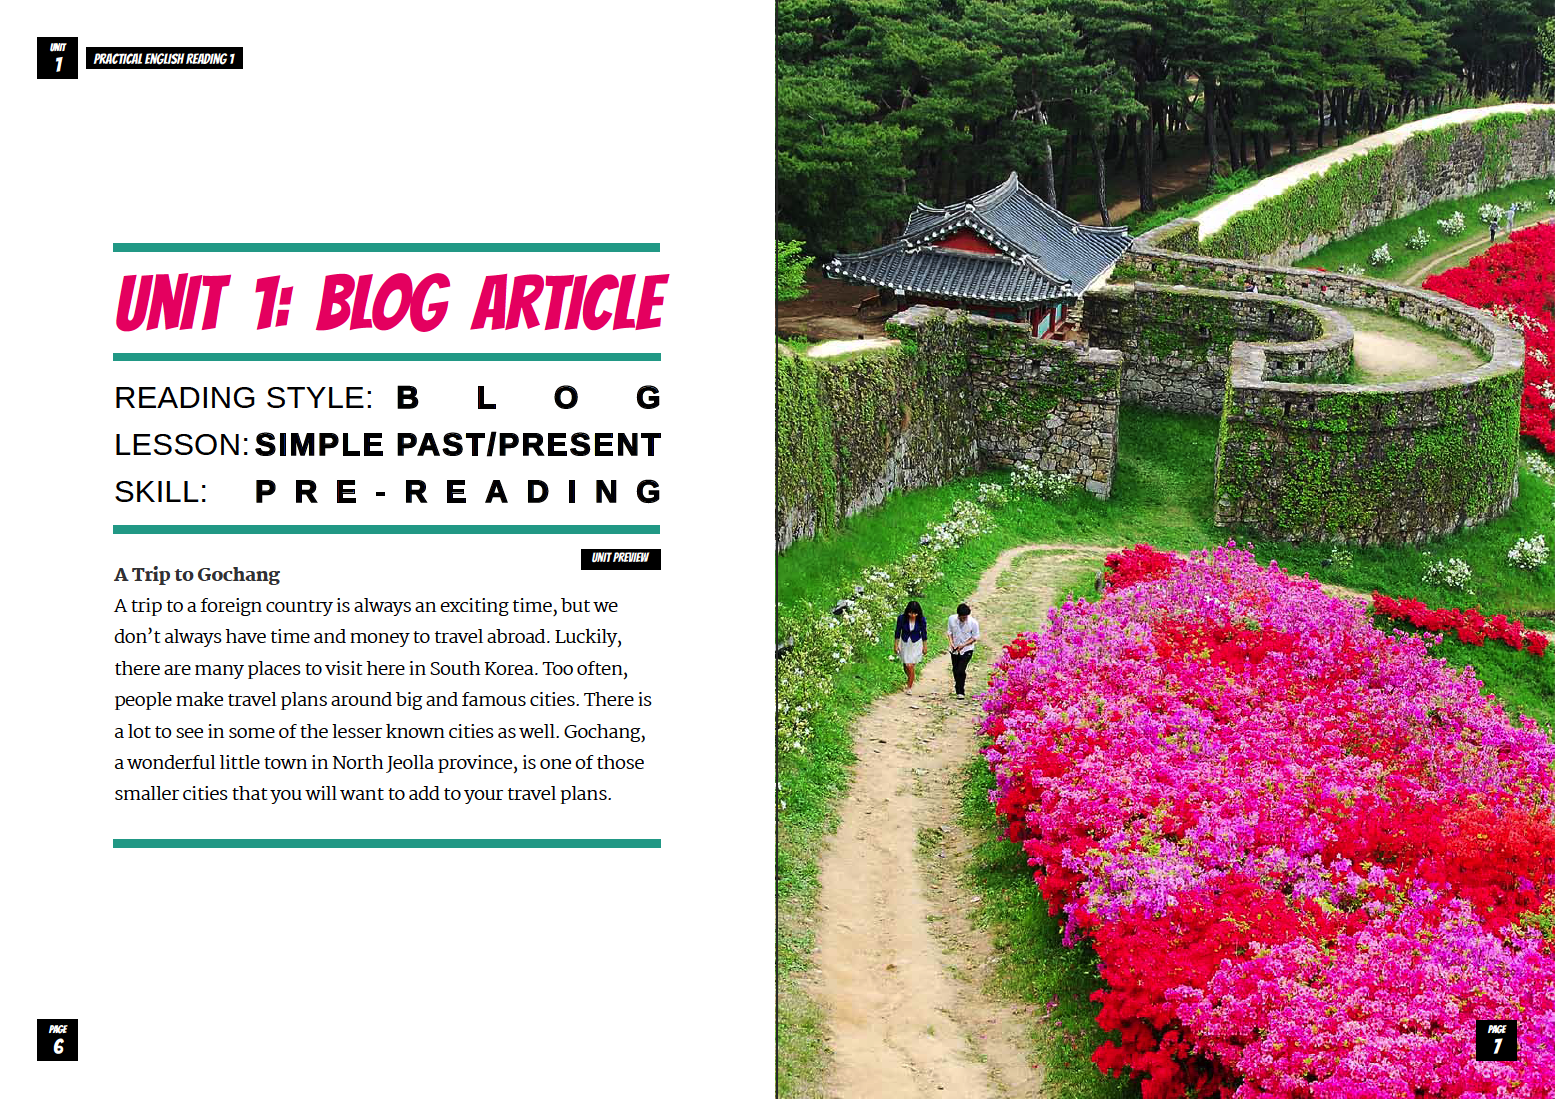 UNIT
1
PRACTICAL ENGLISH READING 1
UNIT 1: BLOG ARTICLE
READING STYLE: BLOG
LESSON: SIMPLE PAST/PRESENT
SKILL: PRE-READING
UNIT PREVIEW
A Trip to Gochang
A trip to a foreign country is always an exciting time, but we
don’t always have time and money to travel abroad. Luckily,
there are many places to visit here in South Korea. Too often,
people make travel plans around big and famous cities. There is
a lot to see in some of the lesser known cities as well. Gochang,
a wonderful little town in North Jeolla province, is one of those
smaller cities that you will want to add to your travel plans.
PAGE
6
PAGE
7